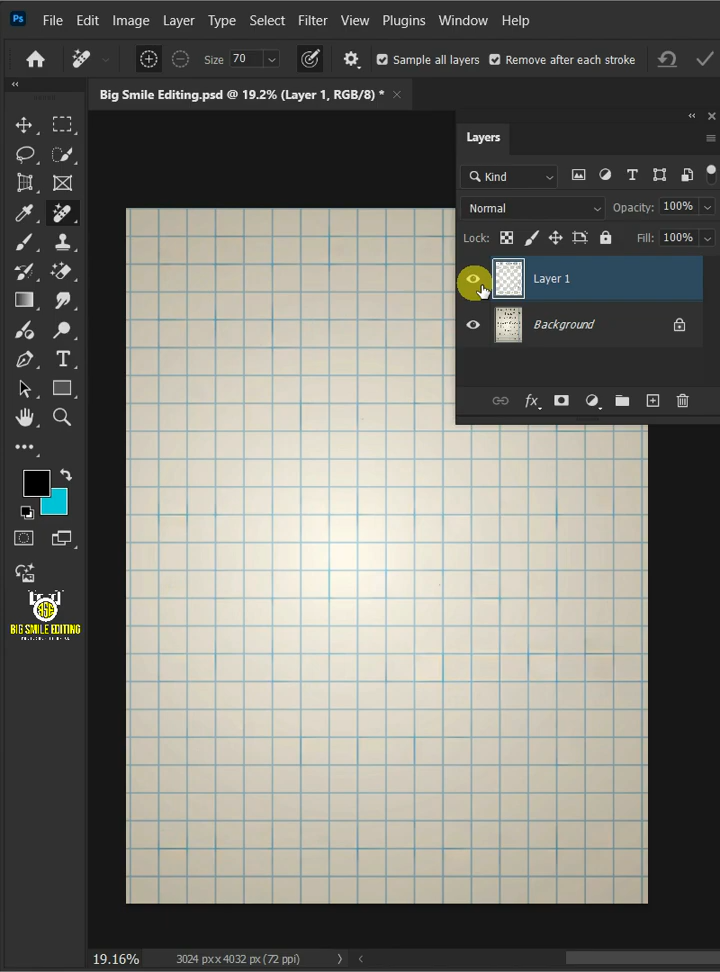 Ps File Edit Image Layer Type Select Filter View Plugins Window Help
Size 70 Sample all layers Remove after each stroke
Big Smile Editing.psd @ 19.2% (Layer 1, RGB/8) *
Layers
Kind
Normal Opacity: 100%
Lock: Fill: 100%
Layer 1
Background
BIG SMILE EDITING
19.16% 3024 px x 4032 px (72 ppi)